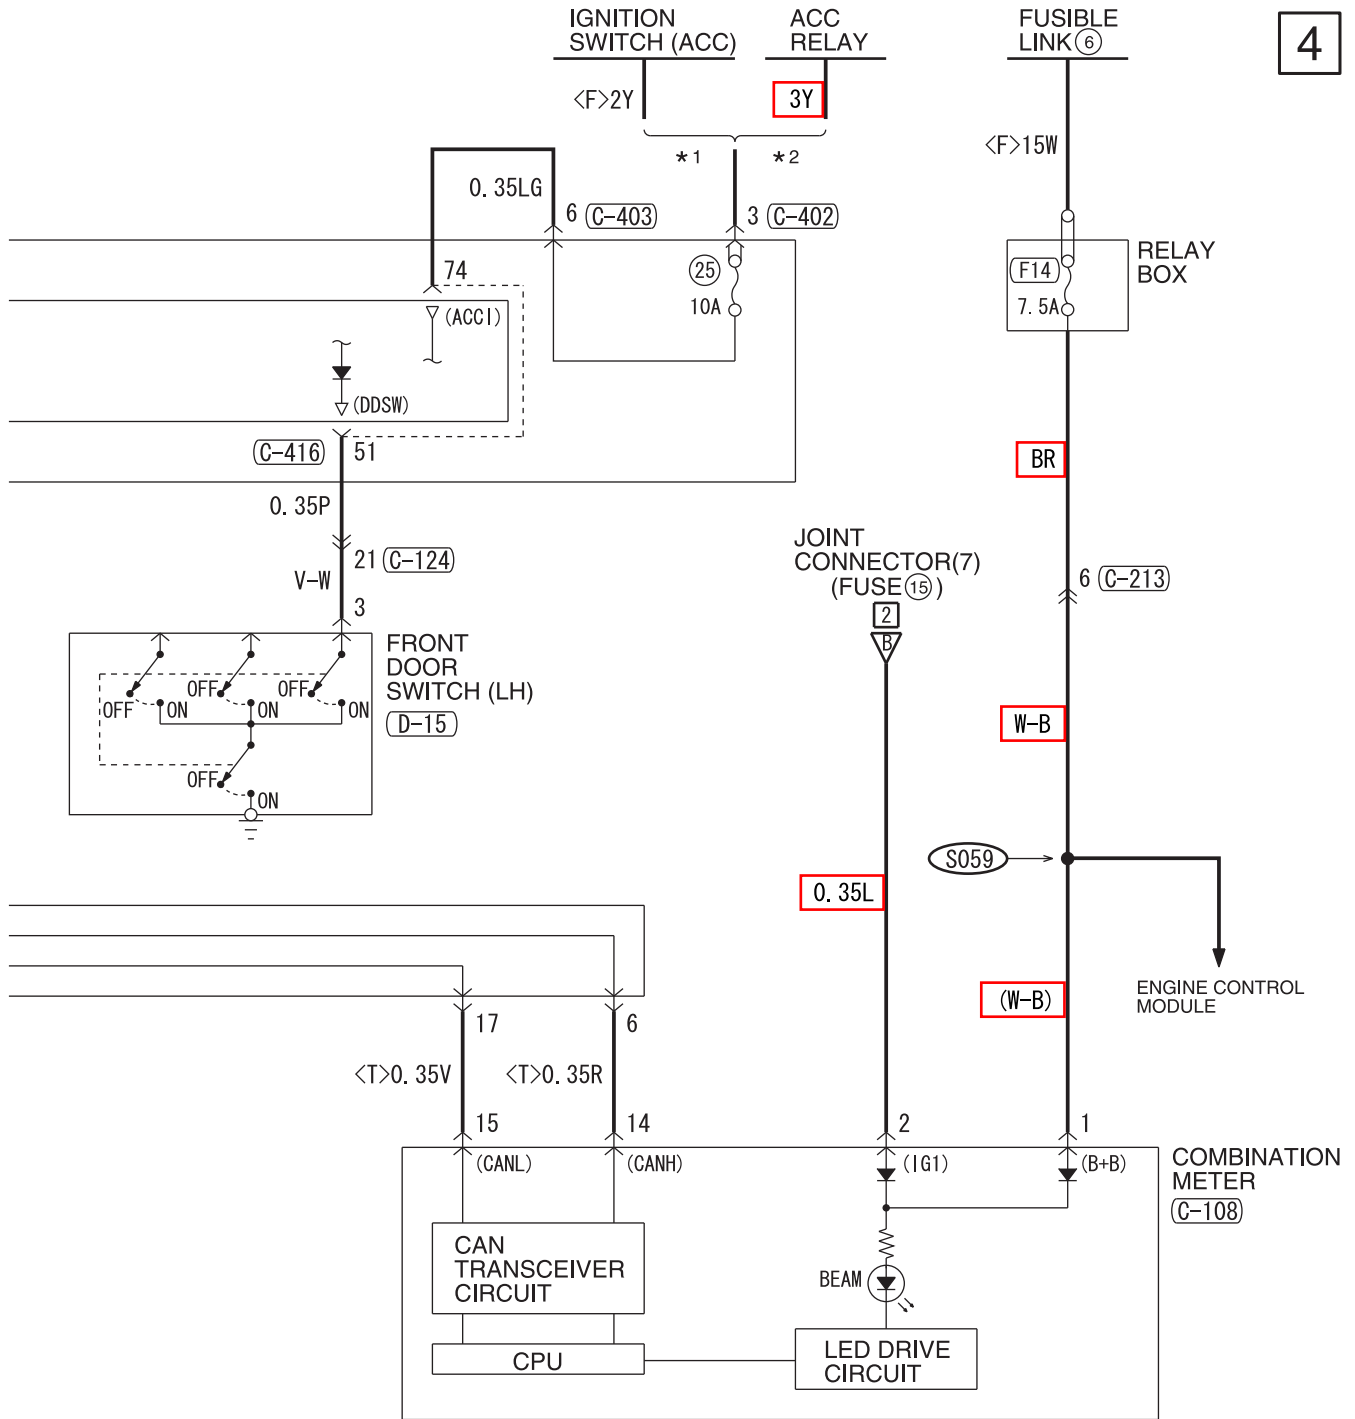 IGNITION
SWITCH (ACC)
ACC
RELAY
FUSIBLE
LINK 6
4
<F>2Y
3Y
<F>15W
*1
*2
0.35LG
6 C-403
3 C-402
74
(ACCI)
25
10A
F14
7.5A
RELAY
BOX
(DDSW)
C-416 51
0.35P
21 C-124
V-W
3
BR
JOINT
CONNECTOR(7)
(FUSE 15)
2
B
6 C-213
FRONT
DOOR
SWITCH (LH)
D-15
OFF ON
OFF ON
OFF ON
OFF
ON
W-B
S059
0.35L
(W-B)
ENGINE CONTROL
MODULE
17
6
<T>0.35V
<T>0.35R
15
14
2
1
(CANL)
(CANH)
(IG1)
(B+B)
COMBINATION
METER
C-108
CAN
TRANSCEIVER
CIRCUIT
BEAM
CPU
LED DRIVE
CIRCUIT